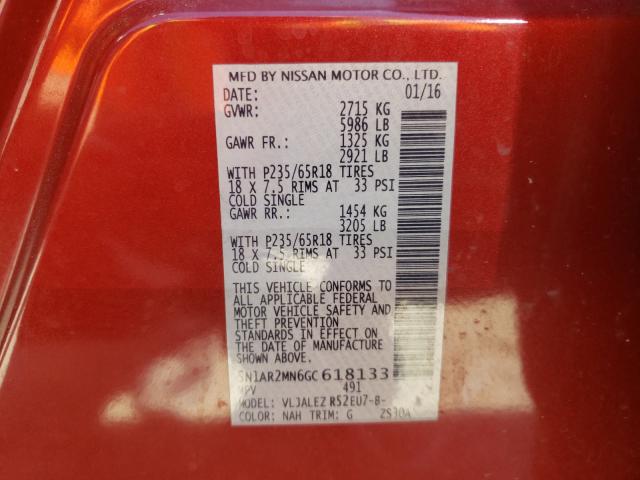 MFD BY NISSAN MOTOR CO., LTD.
DATE: 01/16
GVWR: 2715 KG
5986 LB
GAWR FR.: 1325 KG
2921 LB
WITH P235/65R18 TIRES
18 X 7.5 RIMS AT 33 PSI
COLD SINGLE
GAWR RR.: 1454 KG
3205 LB
WITH P235/65R18 TIRES
18 X 7.5 RIMS AT 33 PSI
COLD SINGLE
THIS VEHICLE CONFORMS TO
ALL APPLICABLE FEDERAL
MOTOR VEHICLE SAFETY AND
THEFT PREVENTION
STANDARDS IN EFFECT ON
THE DATE OF MANUFACTURE
SHOWN ABOVE.
5N1AR2MN6GC618133
MPV 491
MODEL: VLJALEZ R52EU7-B-
COLOR: NAH TRIM: G ZS30A